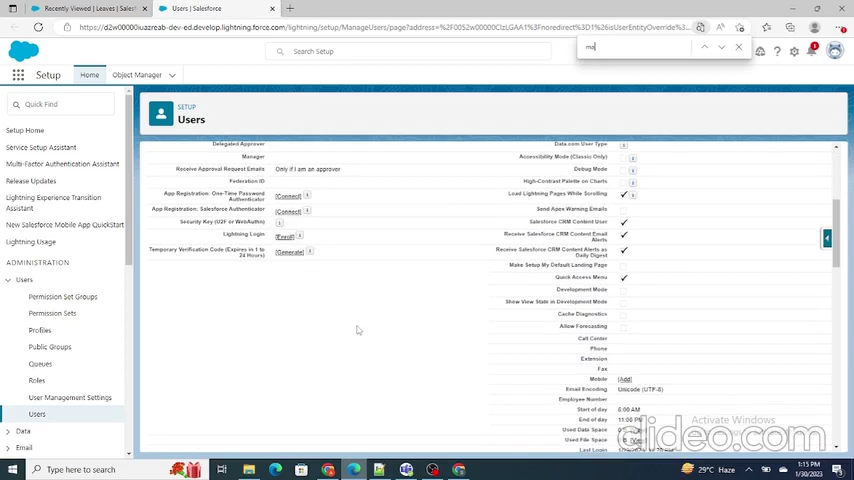 Recently Viewed | Leaves | Salesf
Users | Salesforce
https://d2w00000iuazreab-dev-ed.develop.lightning.force.com/lightning/setup/ManageUsers/page?address=
ma
Search Setup
1
Setup
Home
Object Manager
Quick Find
Setup Home
Service Setup Assistant
Multi-Factor Authentication Assistant
Release Updates
Lightning Experience Transition
Assistant
New Salesforce Mobile App QuickStart
Lightning Usage
ADMINISTRATION
Users
Permission Set Groups
Permission Sets
Profiles
Public Groups
Queues
Roles
User Management Settings
Users
Data
Email
SETUP
Users
Delegated Approver
Manager
Receive Approval Request Emails Only if I am an approver
Federation ID
App Registration: One-Time Password
Authenticator [Connect] i
App Registration: Salesforce Authenticator [Connect] i
Security Key (U2F or WebAuthn) i
Lightning Login [Enroll] i
Temporary Verification Code (Expires in 1 to
24 Hours) [Generate] i
Data.com User Type i
Accessibility Mode (Classic Only) i
Debug Mode i
High-Contrast Palette on Charts i
Load Lightning Pages While Scrolling i
Send Apex Warning Emails
Salesforce CRM Content User
Receive Salesforce CRM Content Email
Alerts
Receive Salesforce CRM Content Alerts as
Daily Digest
Make Setup My Default Landing Page
Quick Access Menu
Development Mode
Show View State in Development Mode
Cache Diagnostics
Allow Forecasting
Call Center
Phone
Extension
Fax
Mobile [Add]
Email Encoding Unicode (UTF-8)
Employee Number
Start of day 6:00 AM
End of day 11:00 PM
Used Data Space
Used File Space [View]
Last Login
Activate Windows
clideo.com
Type here to search
29°C Haze
1:15 PM
1/30/2023